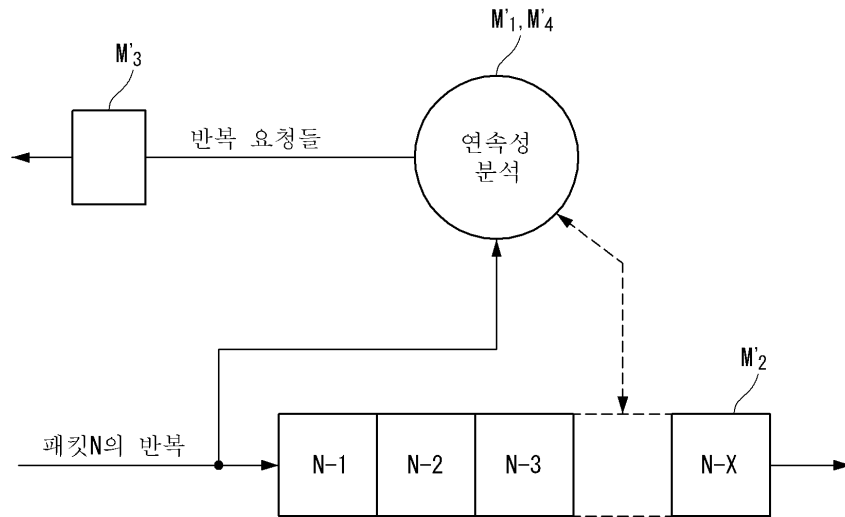 M'1, M'4
M'3
반복 요청들
연속성
분석
M'2
패킷N의 반복
N-1
N-2
N-3
N-X